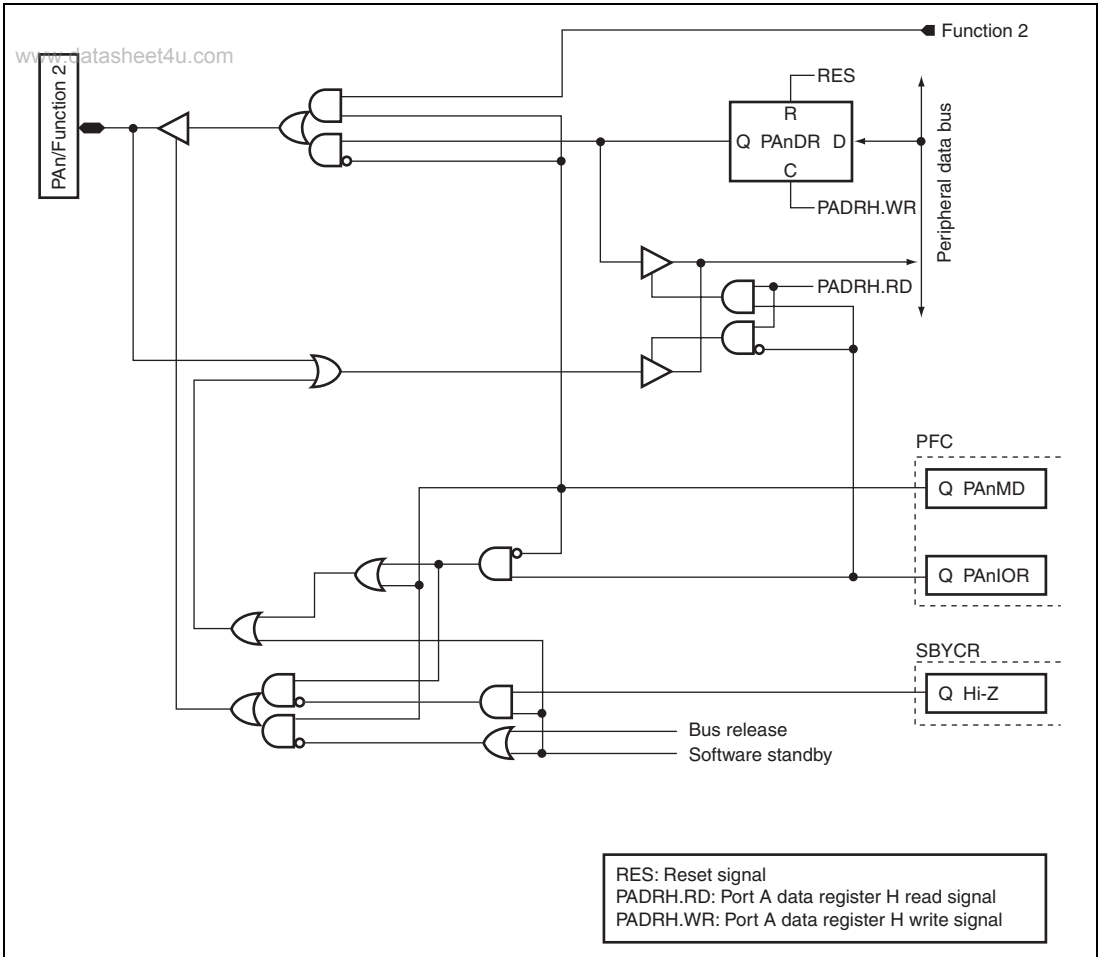 www.datasheet4u.com
Function 2
PAn/Function 2
RES
R
Q PAnDR D
C
PADRH.WR
Peripheral data bus
PADRH.RD
PFC
Q PAnMD
Q PAnIOR
SBYCR
Q Hi-Z
Bus release
Software standby
RES: Reset signal
PADRH.RD: Port A data register H read signal
PADRH.WR: Port A data register H write signal